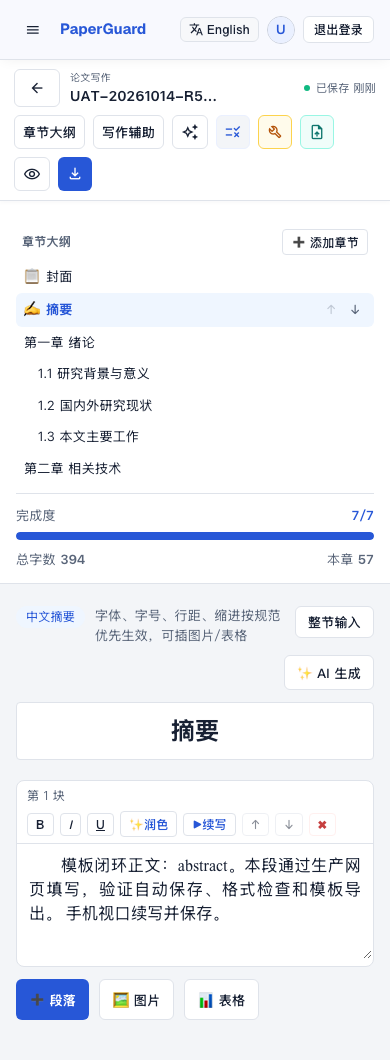 PaperGuard
English
U
退出登录
论文写作
UAT-20261014-R5...
已保存 刚刚
章节大纲
写作辅助
章节大纲
添加章节
封面
摘要
第一章 绪论
1.1 研究背景与意义
1.2 国内外研究现状
1.3 本文主要工作
第二章 相关技术
完成度
7/7
总字数 394
本章 57
中文摘要
字体、字号、行距、缩进按规范
优先生效，可插图片/表格
整节输入
AI 生成
摘要
第 1 块
B
I
U
润色
续写
模板闭环正文：abstract。本段通过生产网
页填写，验证自动保存、格式检查和模板导
出。 手机视口续写并保存。
段落
图片
表格